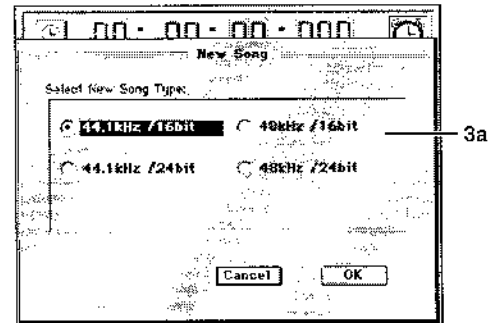 00 : 00 - 00 - 000
New Song
Select New Song Type:
44.1kHz /16bit 48kHz /16bit
3a
44.1kHz /24bit 48kHz /24bit
Cancel OK